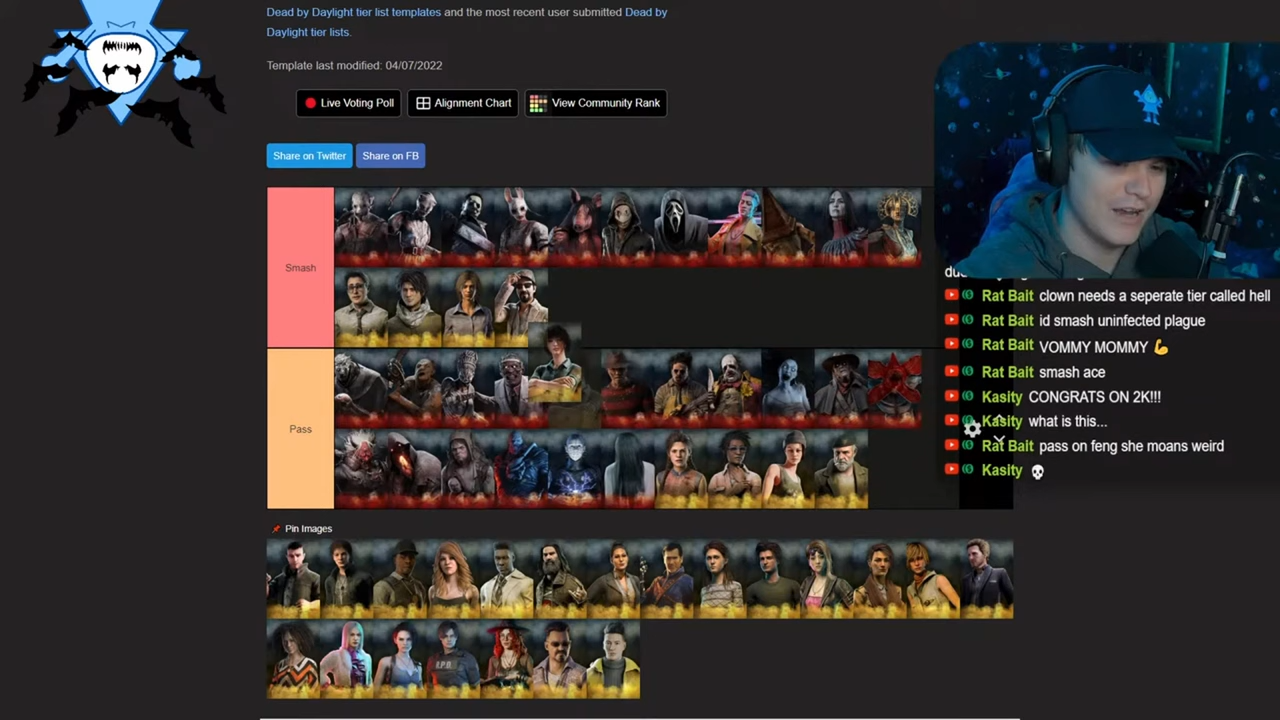 Dead by Daylight tier list templates and the most recent user submitted Dead by
Daylight tier lists.
Template last modified: 04/07/2022
Live Voting Poll
Alignment Chart
View Community Rank
Share on Twitter
Share on FB
Smash
Pass
Pin Images
R.P.D.
Rat Bait clown needs a seperate tier called hell
Rat Bait id smash uninfected plague
Rat Bait VOMMY MOMMY 💪
Rat Bait smash ace
Kasity CONGRATS ON 2K!!!
Kasity what is this...
Rat Bait pass on feng she moans weird
Kasity 💀